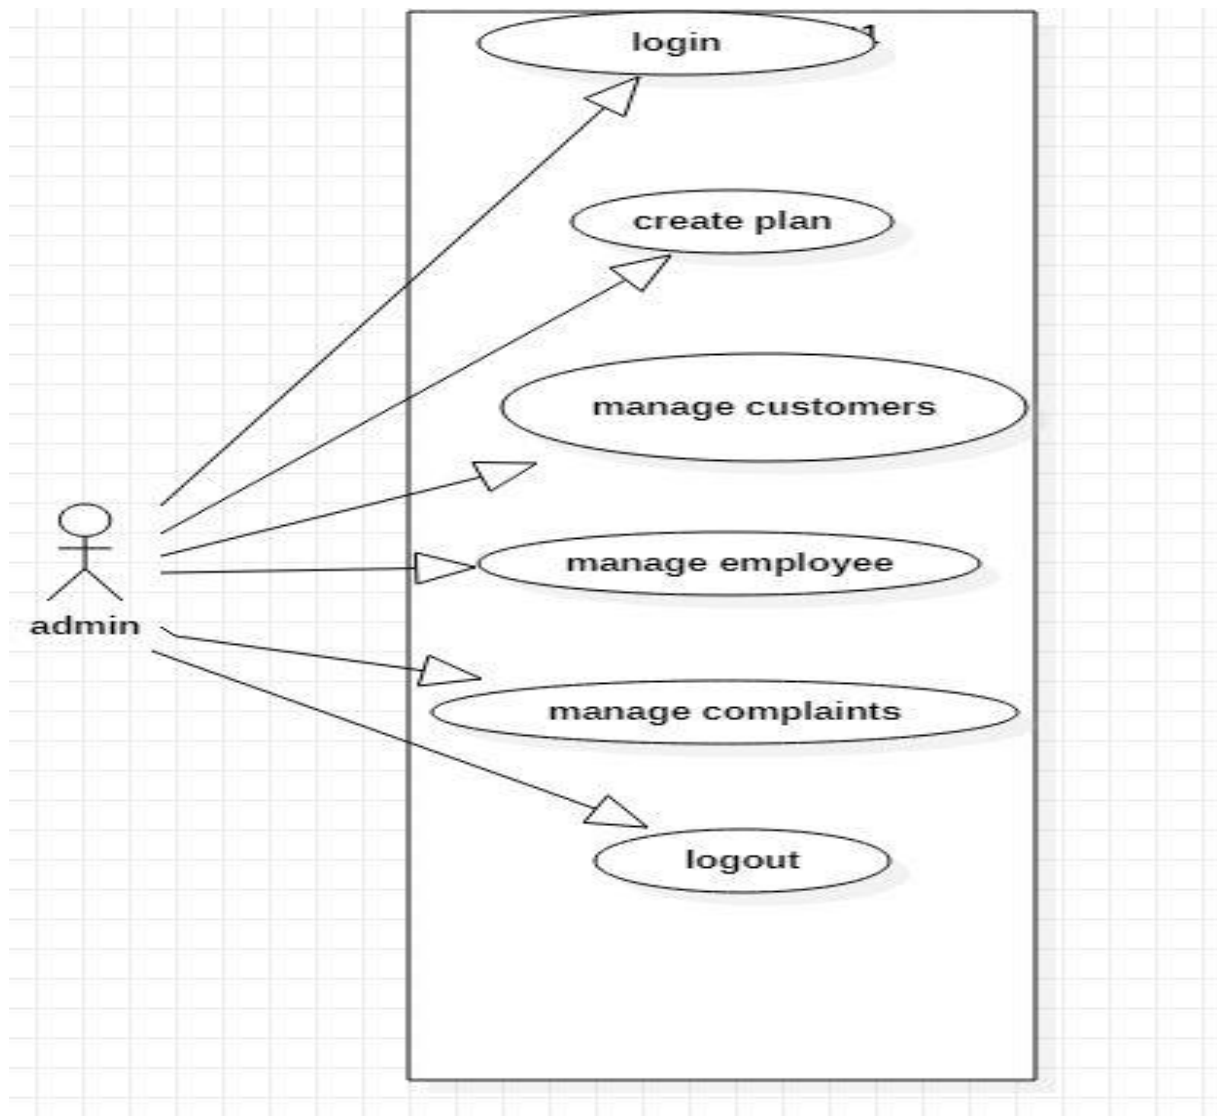 login
create plan
manage customers
manage employee
admin
manage complaints
logout